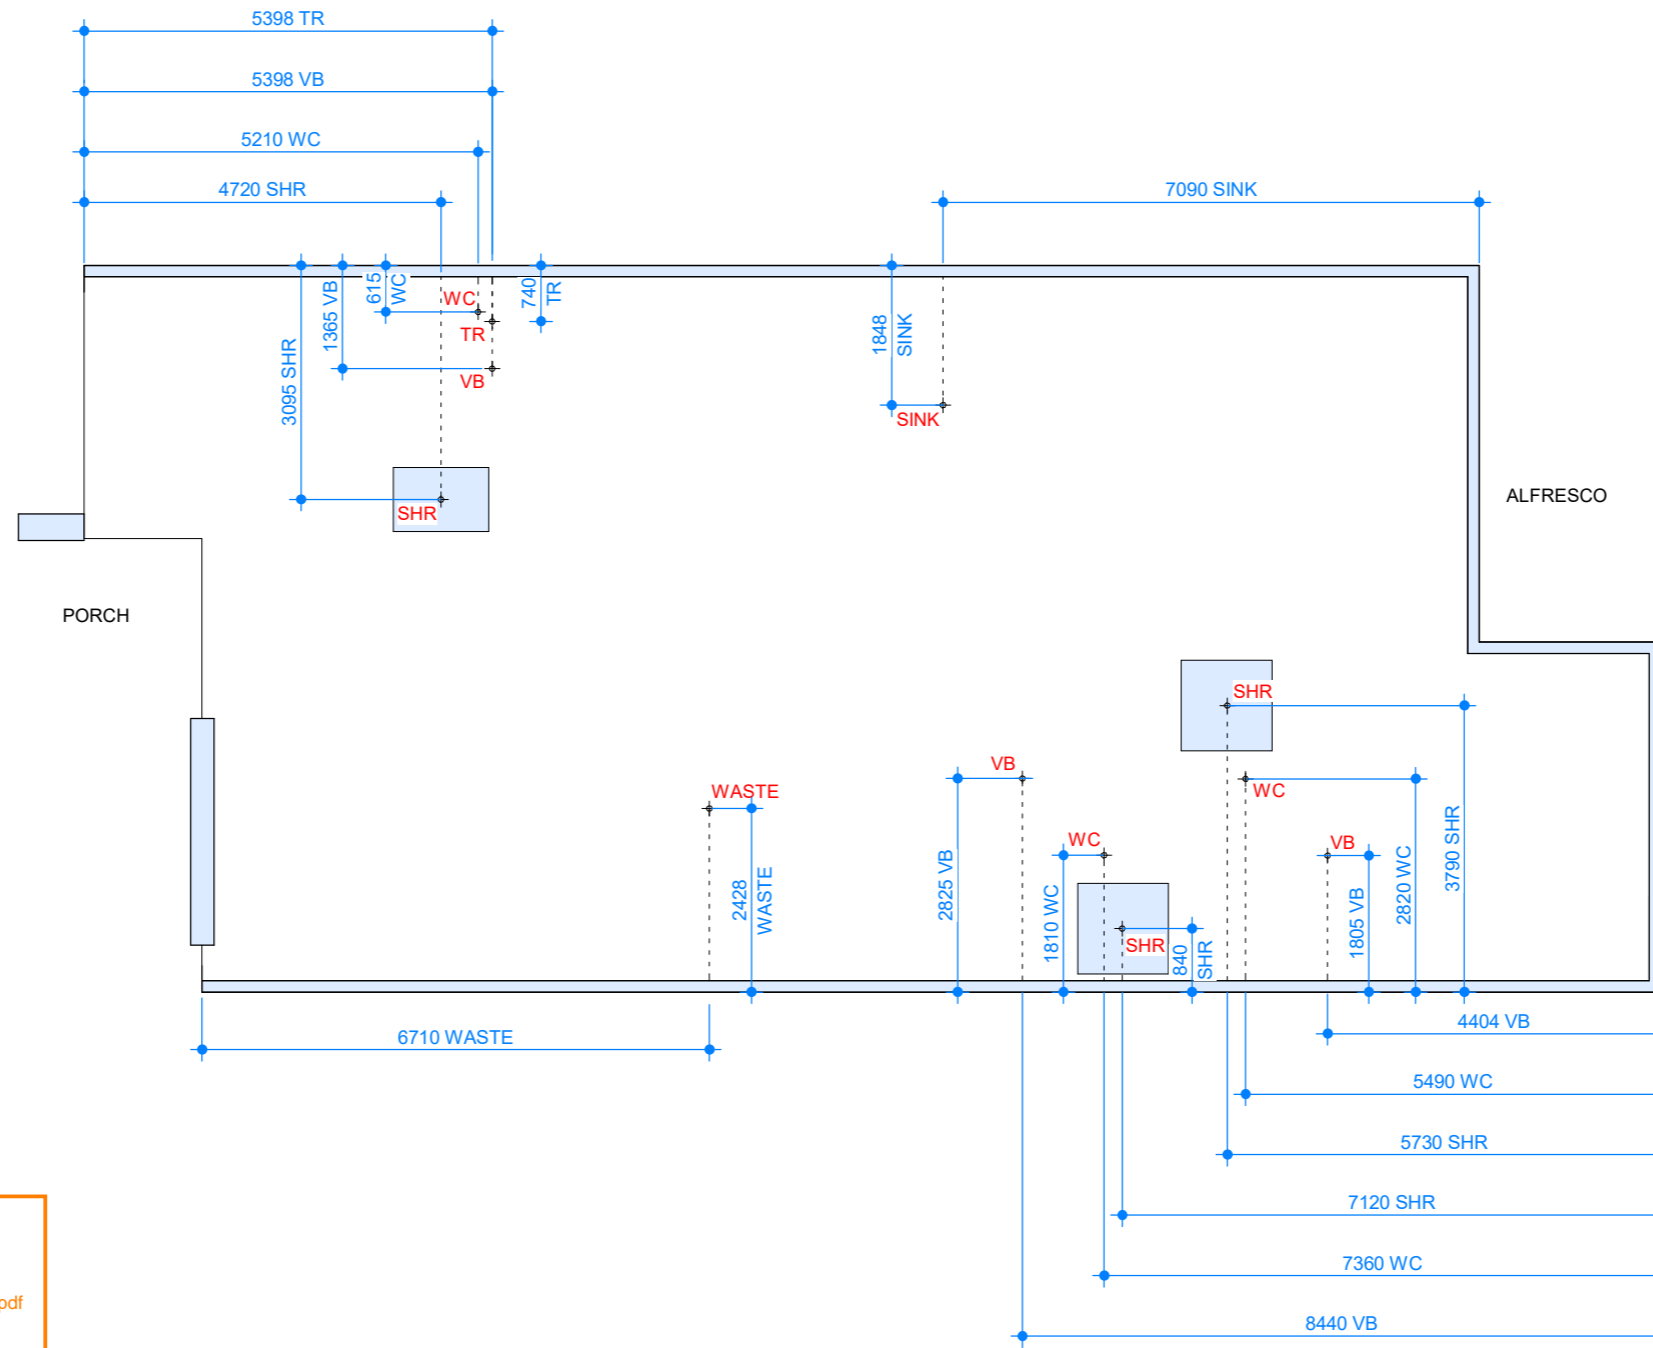 5398 TR
5398 VB
5210 WC
4720 SHR
7090 SINK
3095 SHR
1365 VB
615
WC
WC
TR
VB
740
TR
1848
SINK
SINK
SHR
ALFRESCO
PORCH
SHR
WASTE
VB
WC
WC
VB
SHR
2428
WASTE
2825 VB
1810 WC
840
SHR
1805 VB
2820 WC
3790 SHR
6710 WASTE
4404 VB
5490 WC
5730 SHR
7120 SHR
7360 WC
8440 VB
pdf